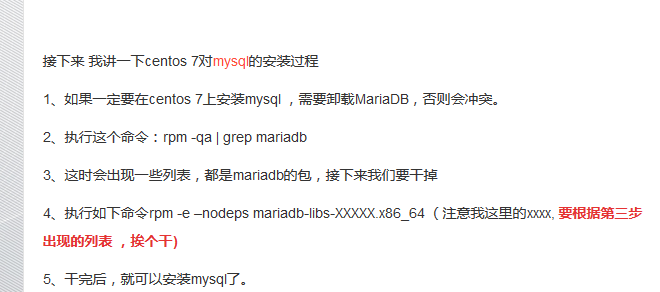 接下来 我讲一下centos 7对mysql的安装过程
1、如果一定要在centos 7上安装mysql ，需要卸载MariaDB，否则会冲突。
2、执行这个命令：rpm -qa | grep mariadb
3、这时会出现一些列表，都是mariadb的包，接下来我们要干掉
4、执行如下命令rpm -e –nodeps mariadb-libs-XXXXX.x86_64（ 注意我这里的xxxx, 要根据第三步
出现的列表 ，挨个干)
5、干完后，就可以安装mysql了。